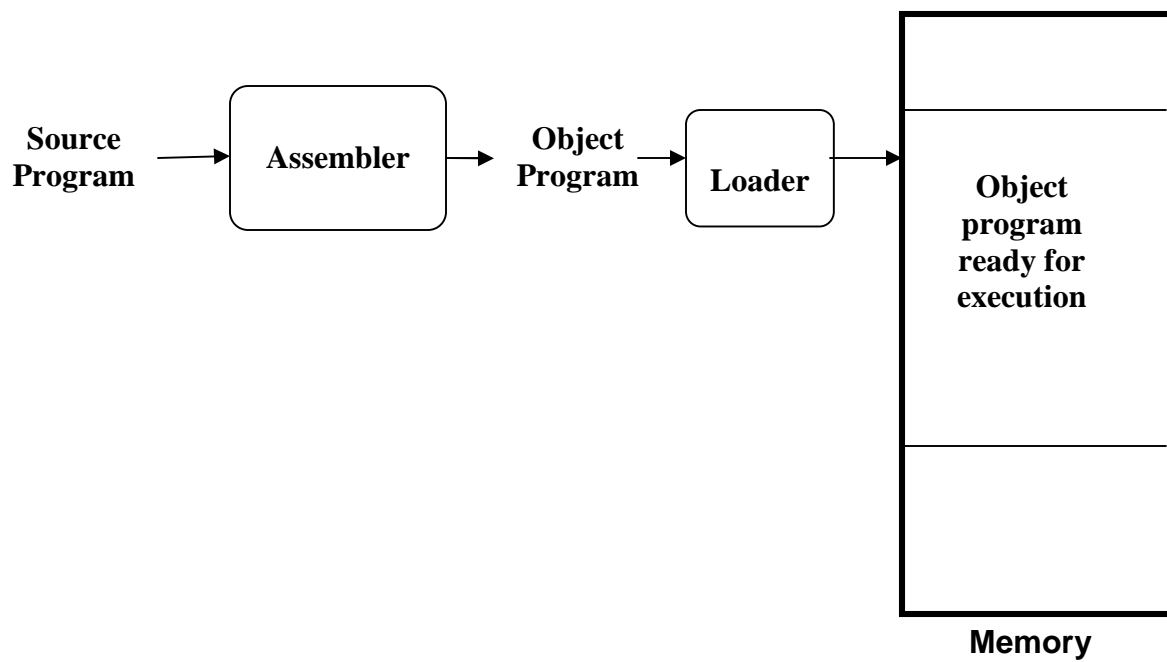 Source
Program
Assembler
Object
Program
Loader
Object
program
ready for
execution
Memory